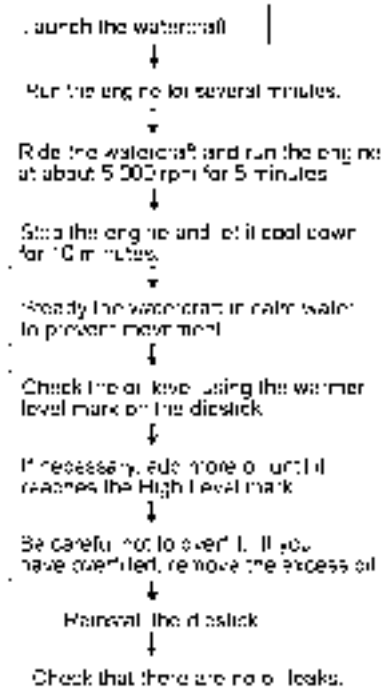 Launch the watercraft
Run the engine for several minutes.
Ride the watercraft and run the engine
at about 5 000 rpm for 5 minutes
Stop the engine and let it cool down
for 10 minutes.
Steady the watercraft in calm water
to prevent movement
Check the oil level using the warmer
level mark on the dipstick
If necessary, add more oil until it
reaches the High Level mark
Be careful not to overfill. If you
have overfilled, remove the excess oil
Reinstall the dipstick
Check that there are no oil leaks.